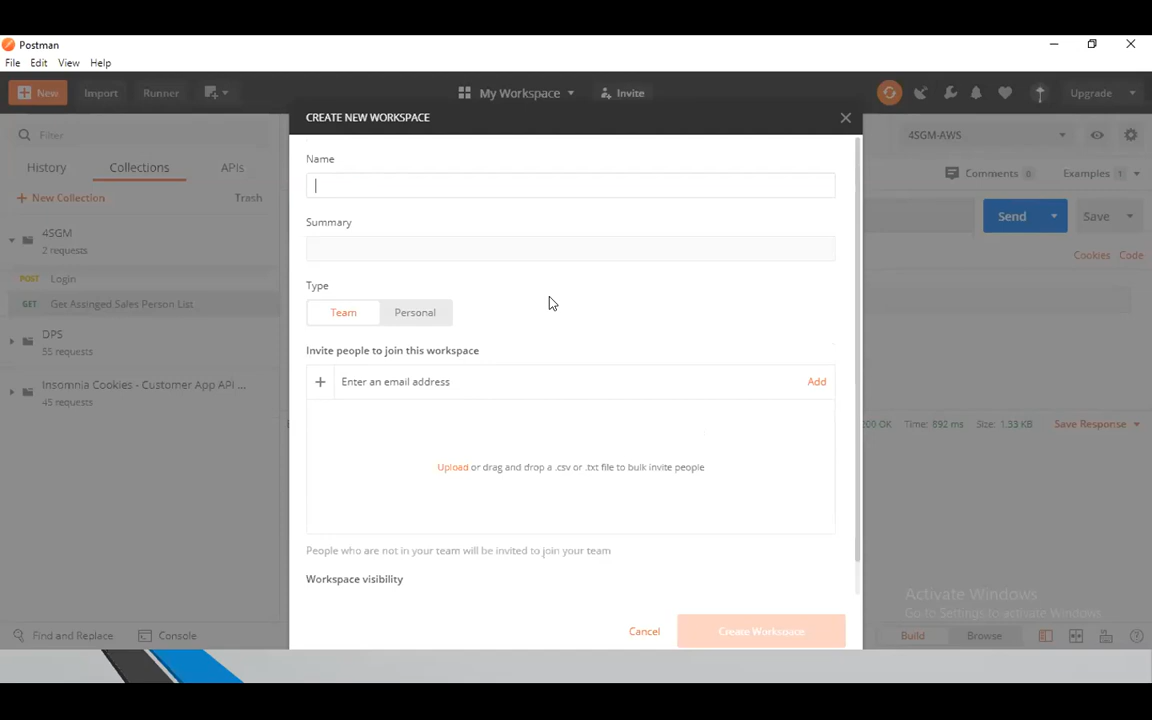 Postman
File Edit View Help
New Import Runner My Workspace Invite Upgrade
Filter
History Collections APIs
New Collection Trash
4SGM
2 requests
POST Login
GET Get Assinged Sales Person List
DPS
55 requests
Insomnia Cookies - Customer App API ...
45 requests
CREATE NEW WORKSPACE
Name
Summary
Type
Team Personal
Invite people to join this workspace
Enter an email address Add
Upload or drag and drop a .csv or .txt file to bulk invite people
People who are not in your team will be invited to join your team
Workspace visibility
Cancel Create Workspace
4SGM-AWS
Comments 0 Examples 1
Send Save
Cookies Code
200 OK Time: 892 ms Size: 1.33 KB Save Response
Activate Windows
Go to Settings to activate Windows.
Find and Replace Console Build Browse